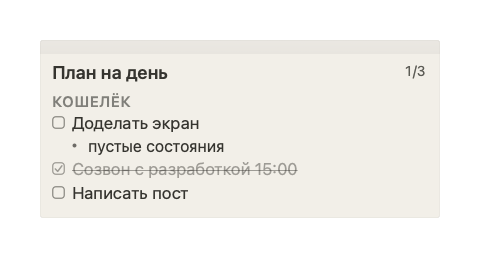 План на день
1/3
КОШЕЛЁК
Доделать экран
• пустые состояния
Созвон с разработкой 15:00
Написать пост